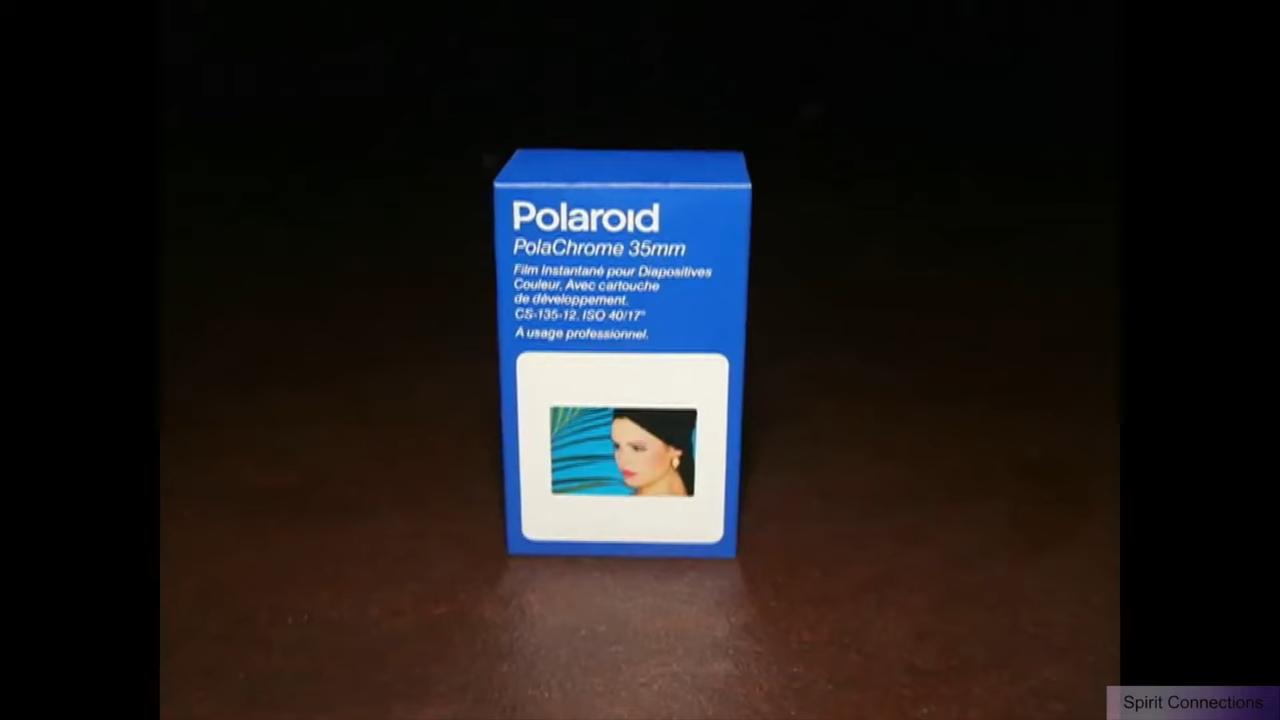 Polaroid
PolaChrome 35mm
Film Instantané pour Diapositives
Couleur. Avec cartouche
de développement.
CS-135-12. ISO 40/17°
A usage professionnel.
Spirit Connections